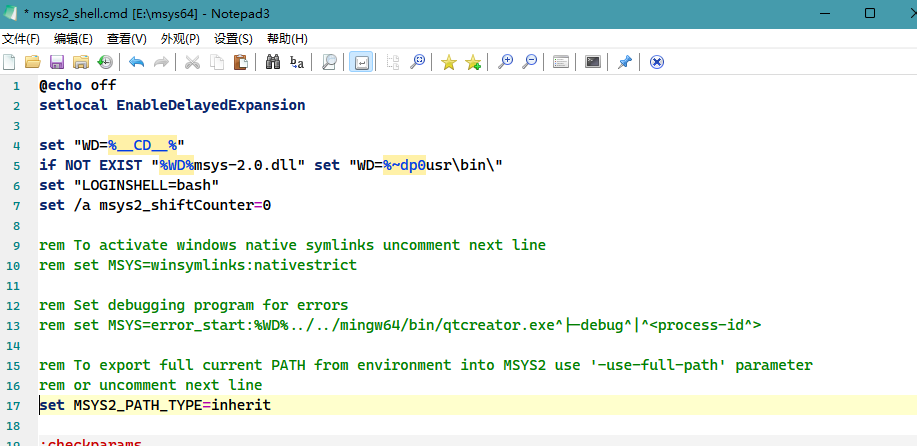 * msys2_shell.cmd [E:\msys64] - Notepad3
文件(F) 编辑(E) 查看(V) 外观(P) 设置(S) 帮助(H)
1 @echo off
2 setlocal EnableDelayedExpansion
3
4 set "WD=%__CD__%"
5 if NOT EXIST "%WD%msys-2.0.dll" set "WD=%~dp0usr\bin\"
6 set "LOGINSHELL=bash"
7 set /a msys2_shiftCounter=0
8
9 rem To activate windows native symlinks uncomment next line
10 rem set MSYS=winsymlinks:nativestrict
11
12 rem Set debugging program for errors
13 rem set MSYS=error_start:%WD%../../mingw64/bin/qtcreator.exe^|-debug^|^<process-id^>
14
15 rem To export full current PATH from environment into MSYS2 use '-use-full-path' parameter
16 rem or uncomment next line
17 set MSYS2_PATH_TYPE=inherit
18
19 :checkparams